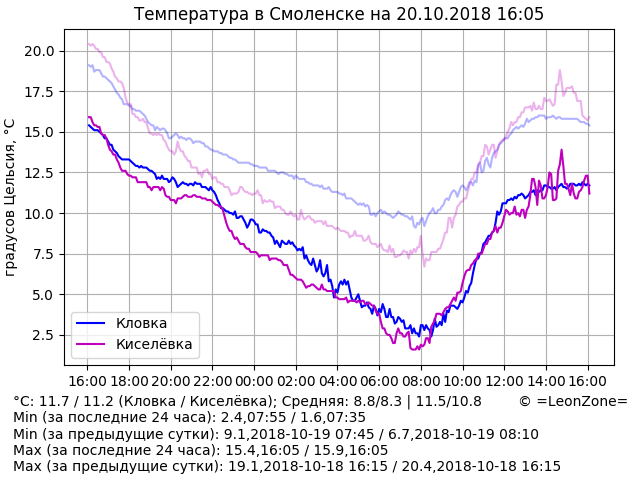 Температура в Смоленске на 20.10.2018 16:05
градусов Цельсия, °C
20.0
17.5
15.0
12.5
10.0
7.5
5.0
2.5
Кловка
Киселёвка
16:00 18:00 20:00 22:00 00:00 02:00 04:00 06:00 08:00 10:00 12:00 14:00 16:00
°C: 11.7 / 11.2 (Кловка / Киселёвка); Средняя: 8.8/8.3 | 11.5/10.8 © =LeonZone=
Min (за последние 24 часа): 2.4,07:55 / 1.6,07:35
Min (за предыдущие сутки): 9.1,2018-10-19 07:45 / 6.7,2018-10-19 08:10
Max (за последние 24 часа): 15.4,16:05 / 15.9,16:05
Max (за предыдущие сутки): 19.1,2018-10-18 16:15 / 20.4,2018-10-18 16:15